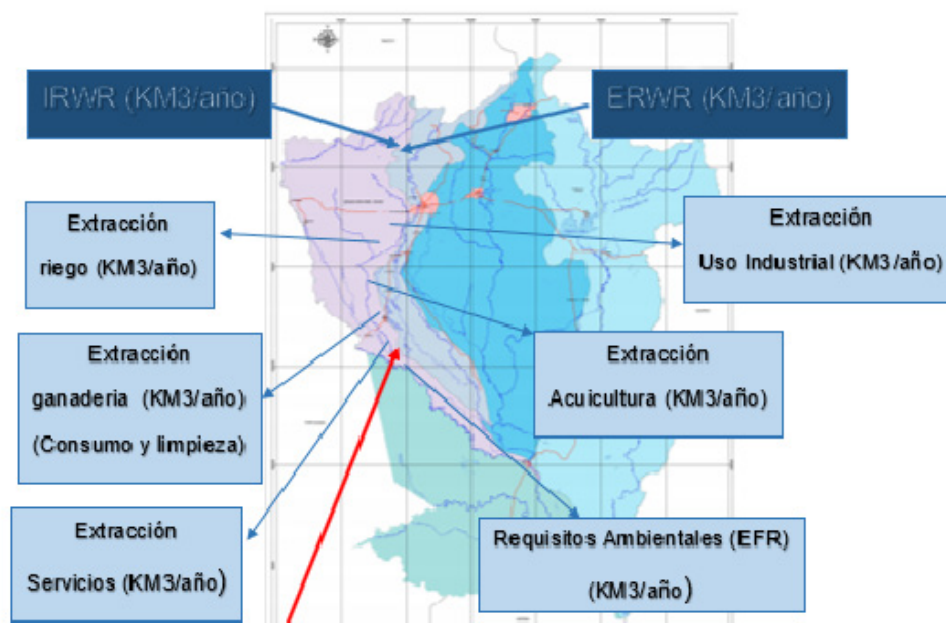 IRWR (KM3/año)
ERWR (KM3/año)
Extracción
riego (KM3/año)
Extracción
Uso Industrial (KM3/año)
Extracción
ganaderia (KM3/año)
(Consumo y limpieza)
Extracción
Acuicultura (KM3/año)
Extracción
Servicios (KM3/año)
Requisitos Ambientales (EFR)
(KM3/año)